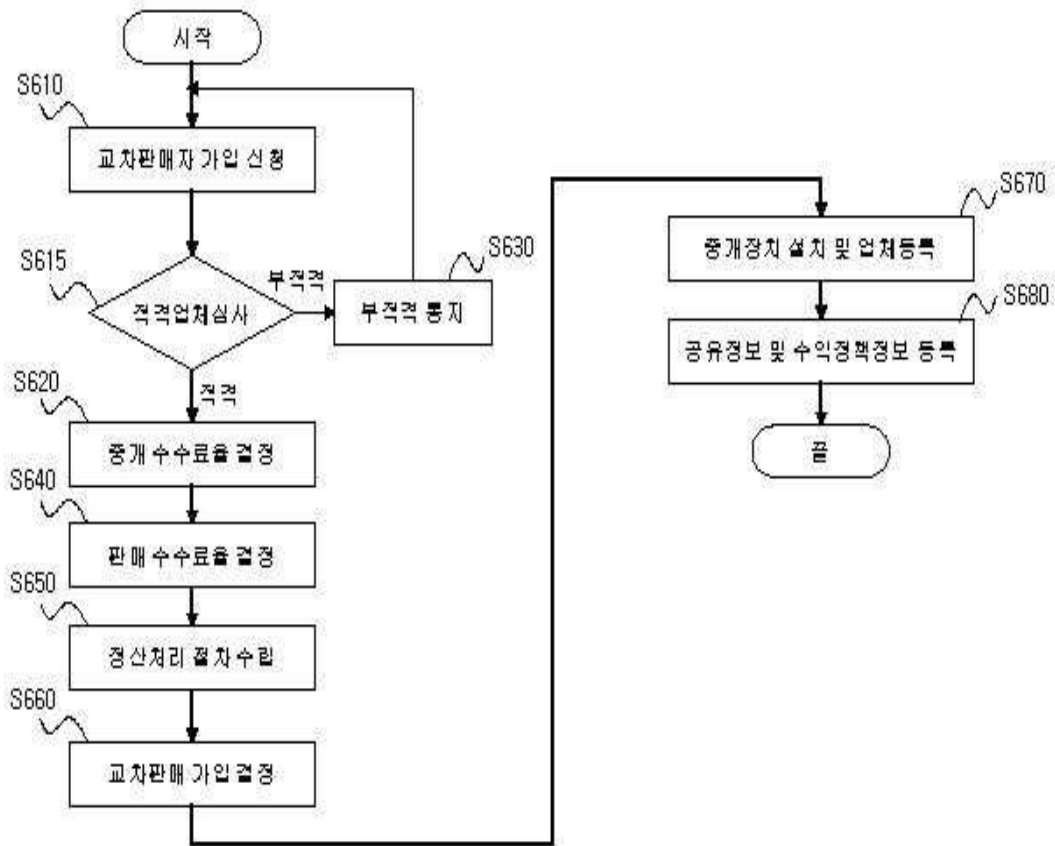 시작
S610
교차판매자 가입 신청
S615
적격업체심사
부적격
S630
부적격 통지
적격
S620
중개 수수료율 결정
S640
판매 수수료율 결정
S650
정산처리 절차 수립
S660
교차판매 가입 결정
S670
중개장치 설치 및 업체등록
S680
공유정보 및 수익정책정보 등록
끝